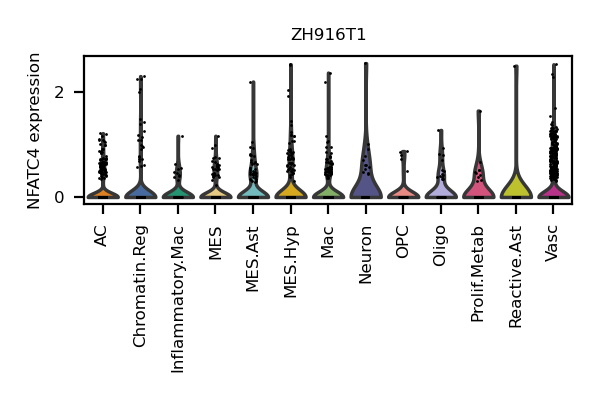 ZH916T1
NFATC4 expression
2
0
AC
Chromatin.Reg
Inflammatory.Mac
MES
MES.Ast
MES.Hyp
Mac
Neuron
OPC
Oligo
Prolif.Metab
Reactive.Ast
Vasc